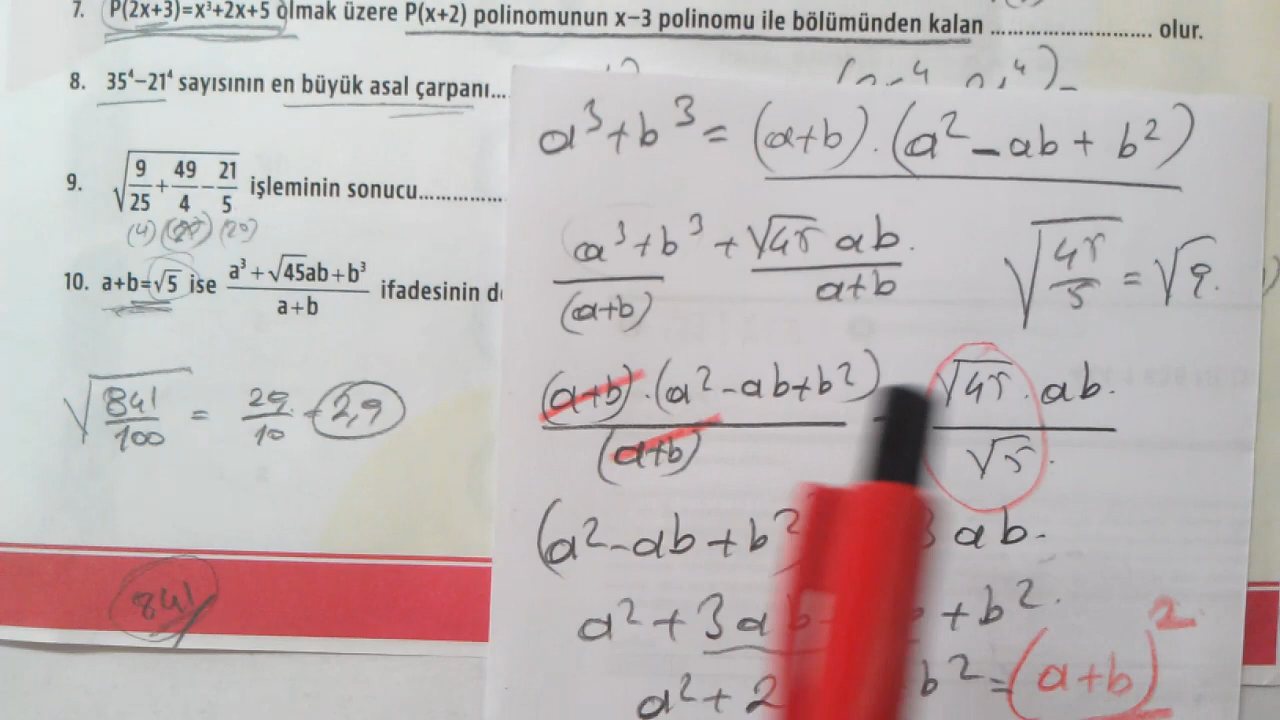 7. P(2x+3)=x³+2x+5 olmak üzere P(x+2) polinomunun x−3 polinomu ile bölümünden kalan ............................ olur.
8. 35⁴−21⁴ sayısının en büyük asal çarpanı...
9. √(9/25 + 49/4 − 21/5) işleminin sonucu...............
(4) (20)
10. a+b=√5 ise (a³+√45ab+b³)/(a+b) ifadesinin
√(841/100) = 29/10 = 2,9
841
a³+b³ = (a+b).(a²−ab+b²)
(a³+b³)/(a+b) + (√45 ab)/(a+b)
√(45/5) = √9.
(a+b).(a²−ab+b²)/(a+b) √45.ab./√5.
(a²−ab+b² 3ab.
a²+3ab +b².
a²+2 b²=(a+b)²